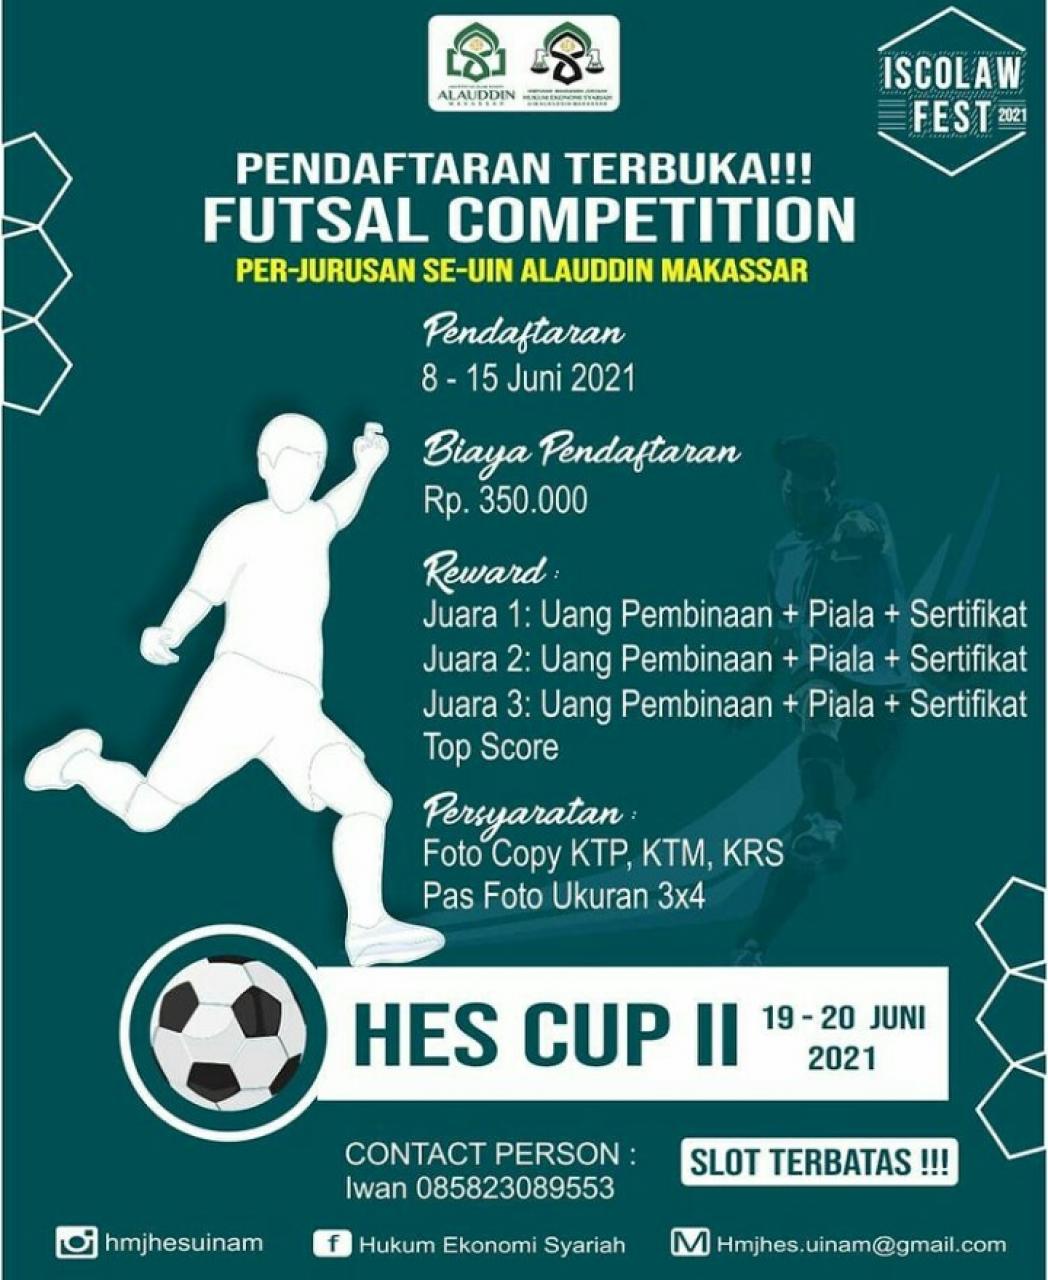 ALAUDDIN
MAKASSAR
HUKUM EKONOMI SYARIAH
ISCOLAW
FEST 2021
PENDAFTARAN TERBUKA!!!
FUTSAL COMPETITION
PER-JURUSAN SE-UIN ALAUDDIN MAKASSAR
Pendaftaran
8 - 15 Juni 2021
Biaya Pendaftaran
Rp. 350.000
Reward :
Juara 1: Uang Pembinaan + Piala + Sertifikat
Juara 2: Uang Pembinaan + Piala + Sertifikat
Juara 3: Uang Pembinaan + Piala + Sertifikat
Top Score
Persyaratan :
Foto Copy KTP, KTM, KRS
Pas Foto Ukuran 3x4
HES CUP II
19 - 20 JUNI
2021
CONTACT PERSON :
Iwan 085823089553
SLOT TERBATAS !!!
hmjhesuinam
Hukum Ekonomi Syariah
Hmjhes.uinam@gmail.com